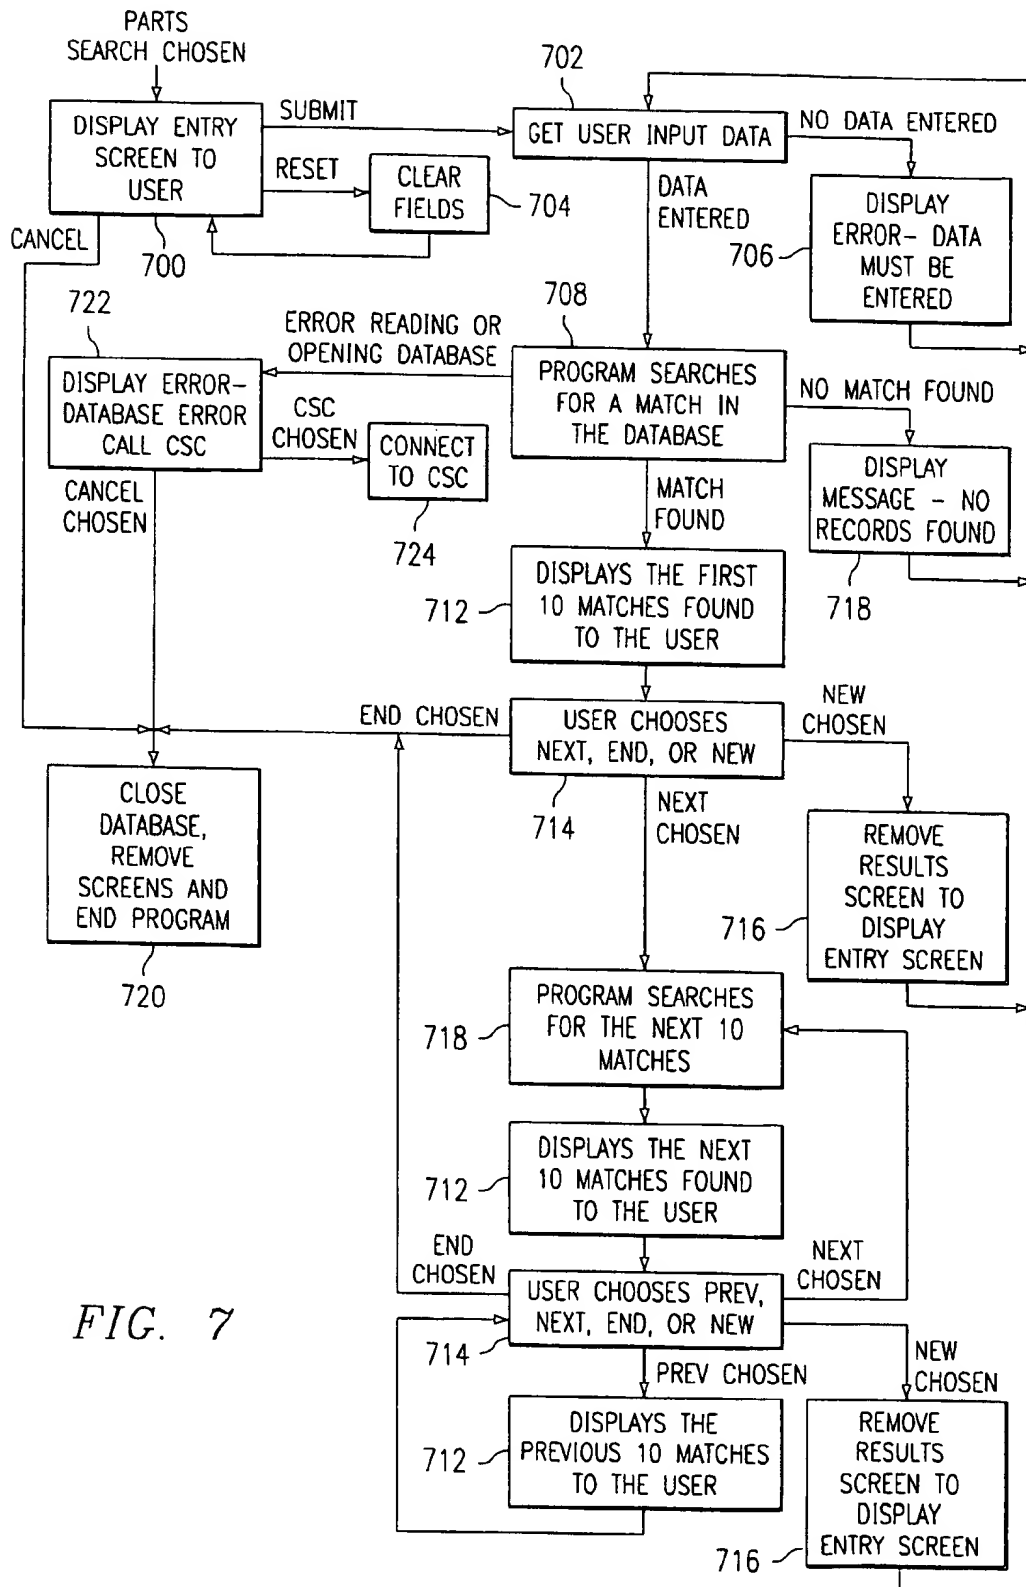 PARTS
SEARCH CHOSEN
DISPLAY ENTRY
SCREEN TO
USER
700
SUBMIT
RESET
CLEAR
FIELDS
704
CANCEL
702
GET USER INPUT DATA
NO DATA ENTERED
DATA
ENTERED
DISPLAY
ERROR- DATA
MUST BE
ENTERED
706
708
PROGRAM SEARCHES
FOR A MATCH IN
THE DATABASE
ERROR READING OR
OPENING DATABASE
722
DISPLAY ERROR-
DATABASE ERROR
CALL CSC
CSC
CHOSEN
CONNECT
TO CSC
724
CANCEL
CHOSEN
NO MATCH FOUND
DISPLAY
MESSAGE - NO
RECORDS FOUND
718
MATCH
FOUND
DISPLAYS THE FIRST
10 MATCHES FOUND
TO THE USER
712
END CHOSEN
USER CHOOSES
NEXT, END, OR NEW
714
NEW
CHOSEN
REMOVE
RESULTS
SCREEN TO
DISPLAY
ENTRY SCREEN
716
NEXT
CHOSEN
CLOSE
DATABASE,
REMOVE
SCREENS AND
END PROGRAM
720
PROGRAM SEARCHES
FOR THE NEXT 10
MATCHES
718
DISPLAYS THE NEXT
10 MATCHES FOUND
TO THE USER
712
END
CHOSEN
NEXT
CHOSEN
USER CHOOSES PREV,
NEXT, END, OR NEW
714
PREV CHOSEN
NEW
CHOSEN
DISPLAYS THE
PREVIOUS 10 MATCHES
TO THE USER
712
REMOVE
RESULTS
SCREEN TO
DISPLAY
ENTRY SCREEN
716
FIG. 7